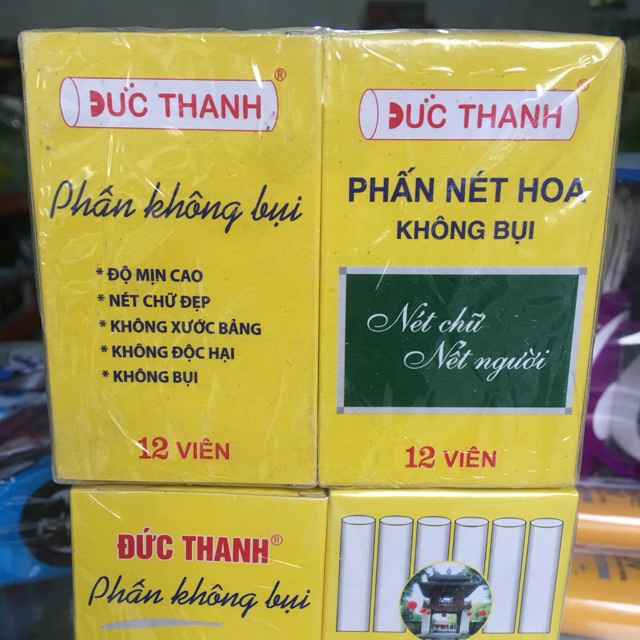 ĐỨC THANH®
Phấn không bụi
* ĐỘ MỊN CAO
* NÉT CHỮ ĐẸP
* KHÔNG XƯỚC BẢNG
* KHÔNG ĐỘC HẠI
* KHÔNG BỤI
12 VIÊN
ĐỨC THANH®
PHẤN NÉT HOA
KHÔNG BỤI
Nét chữ
Nết người
12 VIÊN
ĐỨC THANH®
Phấn không bụi